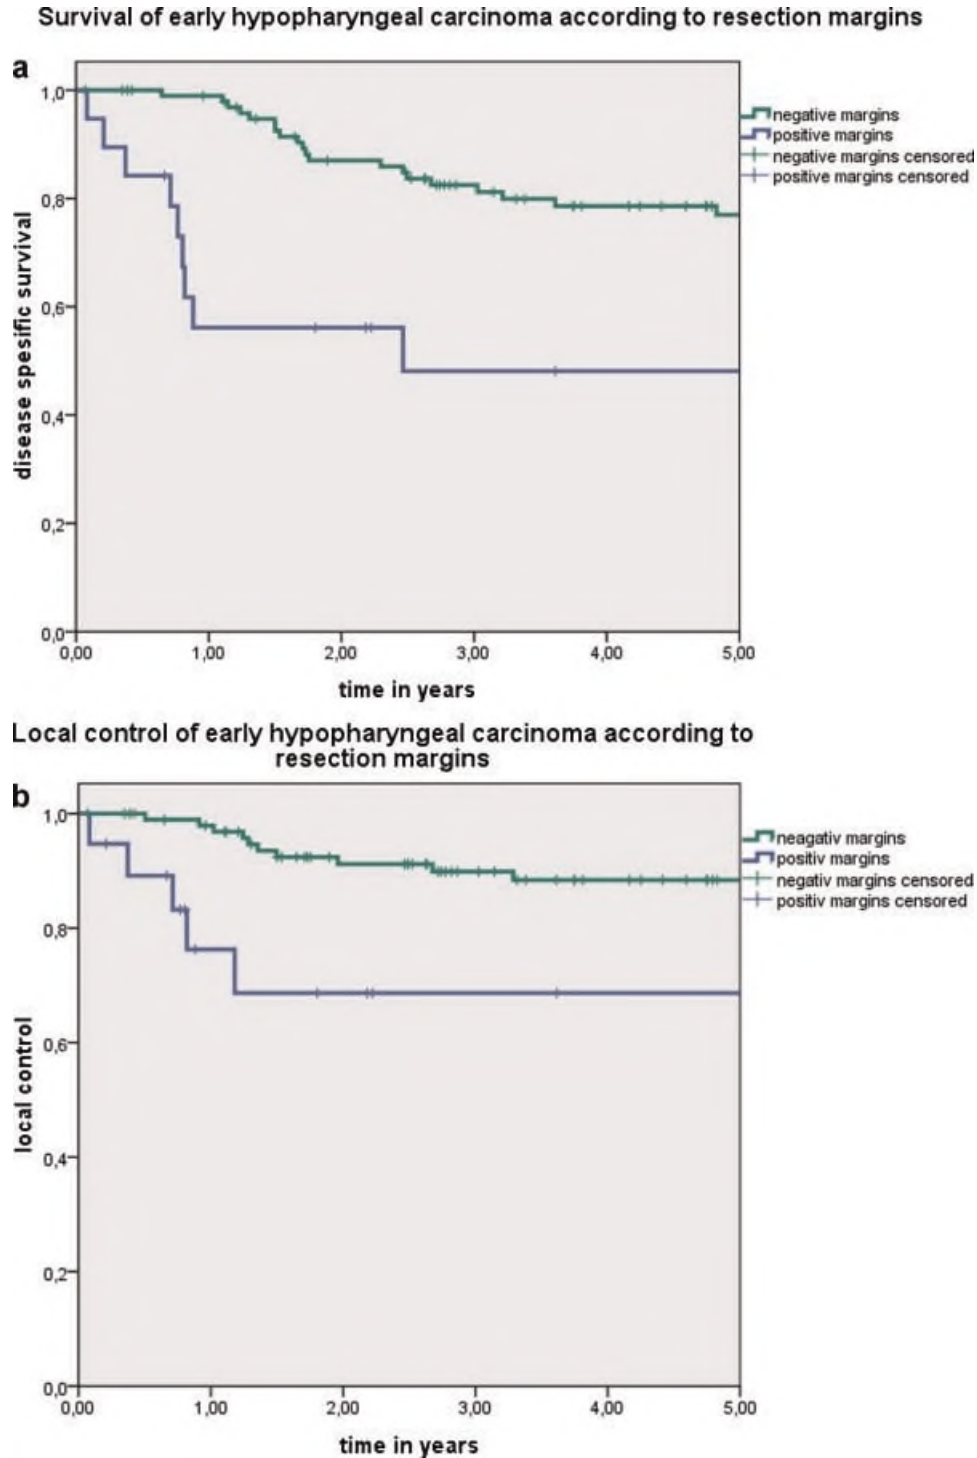 Survival of early hypopharyngeal carcinoma according to resection margins
a
1,0
0,8
0,6
0,4
0,2
0,0
disease spesific survival
0,00 1,00 2,00 3,00 4,00 5,00
time in years
negative margins
positive margins
negative margins censored
positive margins censored
Local control of early hypopharyngeal carcinoma according to
resection margins
b
1,0
0,8
0,6
0,4
0,2
0,0
local control
0,00 1,00 2,00 3,00 4,00 5,00
time in years
neagativ margins
positiv margins
negativ margins censored
positiv margins censored